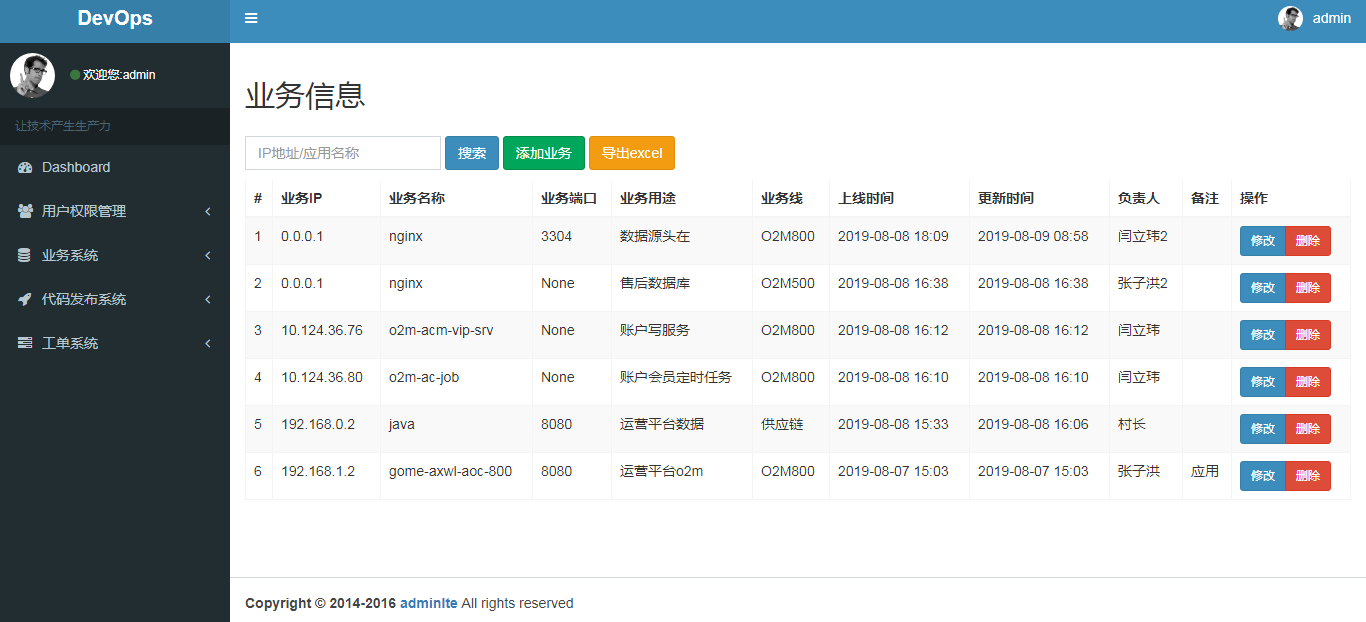 DevOps
admin
欢迎您:admin
让技术产生生产力
Dashboard
用户权限管理
业务系统
代码发布系统
工单系统
业务信息
IP地址/应用名称 搜索 添加业务 导出excel
# 业务IP 业务名称 业务端口 业务用途 业务线 上线时间 更新时间 负责人 备注 操作
1 0.0.0.1 nginx 3304 数据源头在 O2M800 2019-08-08 18:09 2019-08-09 08:58 闫立玮2 修改 删除
2 0.0.0.1 nginx None 售后数据库 O2M500 2019-08-08 16:38 2019-08-08 16:38 张子洪2 修改 删除
3 10.124.36.76 o2m-acm-vip-srv None 账户写服务 O2M800 2019-08-08 16:12 2019-08-08 16:12 闫立玮 修改 删除
4 10.124.36.80 o2m-ac-job None 账户会员定时任务 O2M800 2019-08-08 16:10 2019-08-08 16:10 闫立玮 修改 删除
5 192.168.0.2 java 8080 运营平台数据 供应链 2019-08-08 15:33 2019-08-08 16:06 村长 修改 删除
6 192.168.1.2 gome-axwl-aoc-800 8080 运营平台o2m O2M800 2019-08-07 15:03 2019-08-07 15:03 张子洪 应用 修改 删除
Copyright © 2014-2016 adminlte All rights reserved